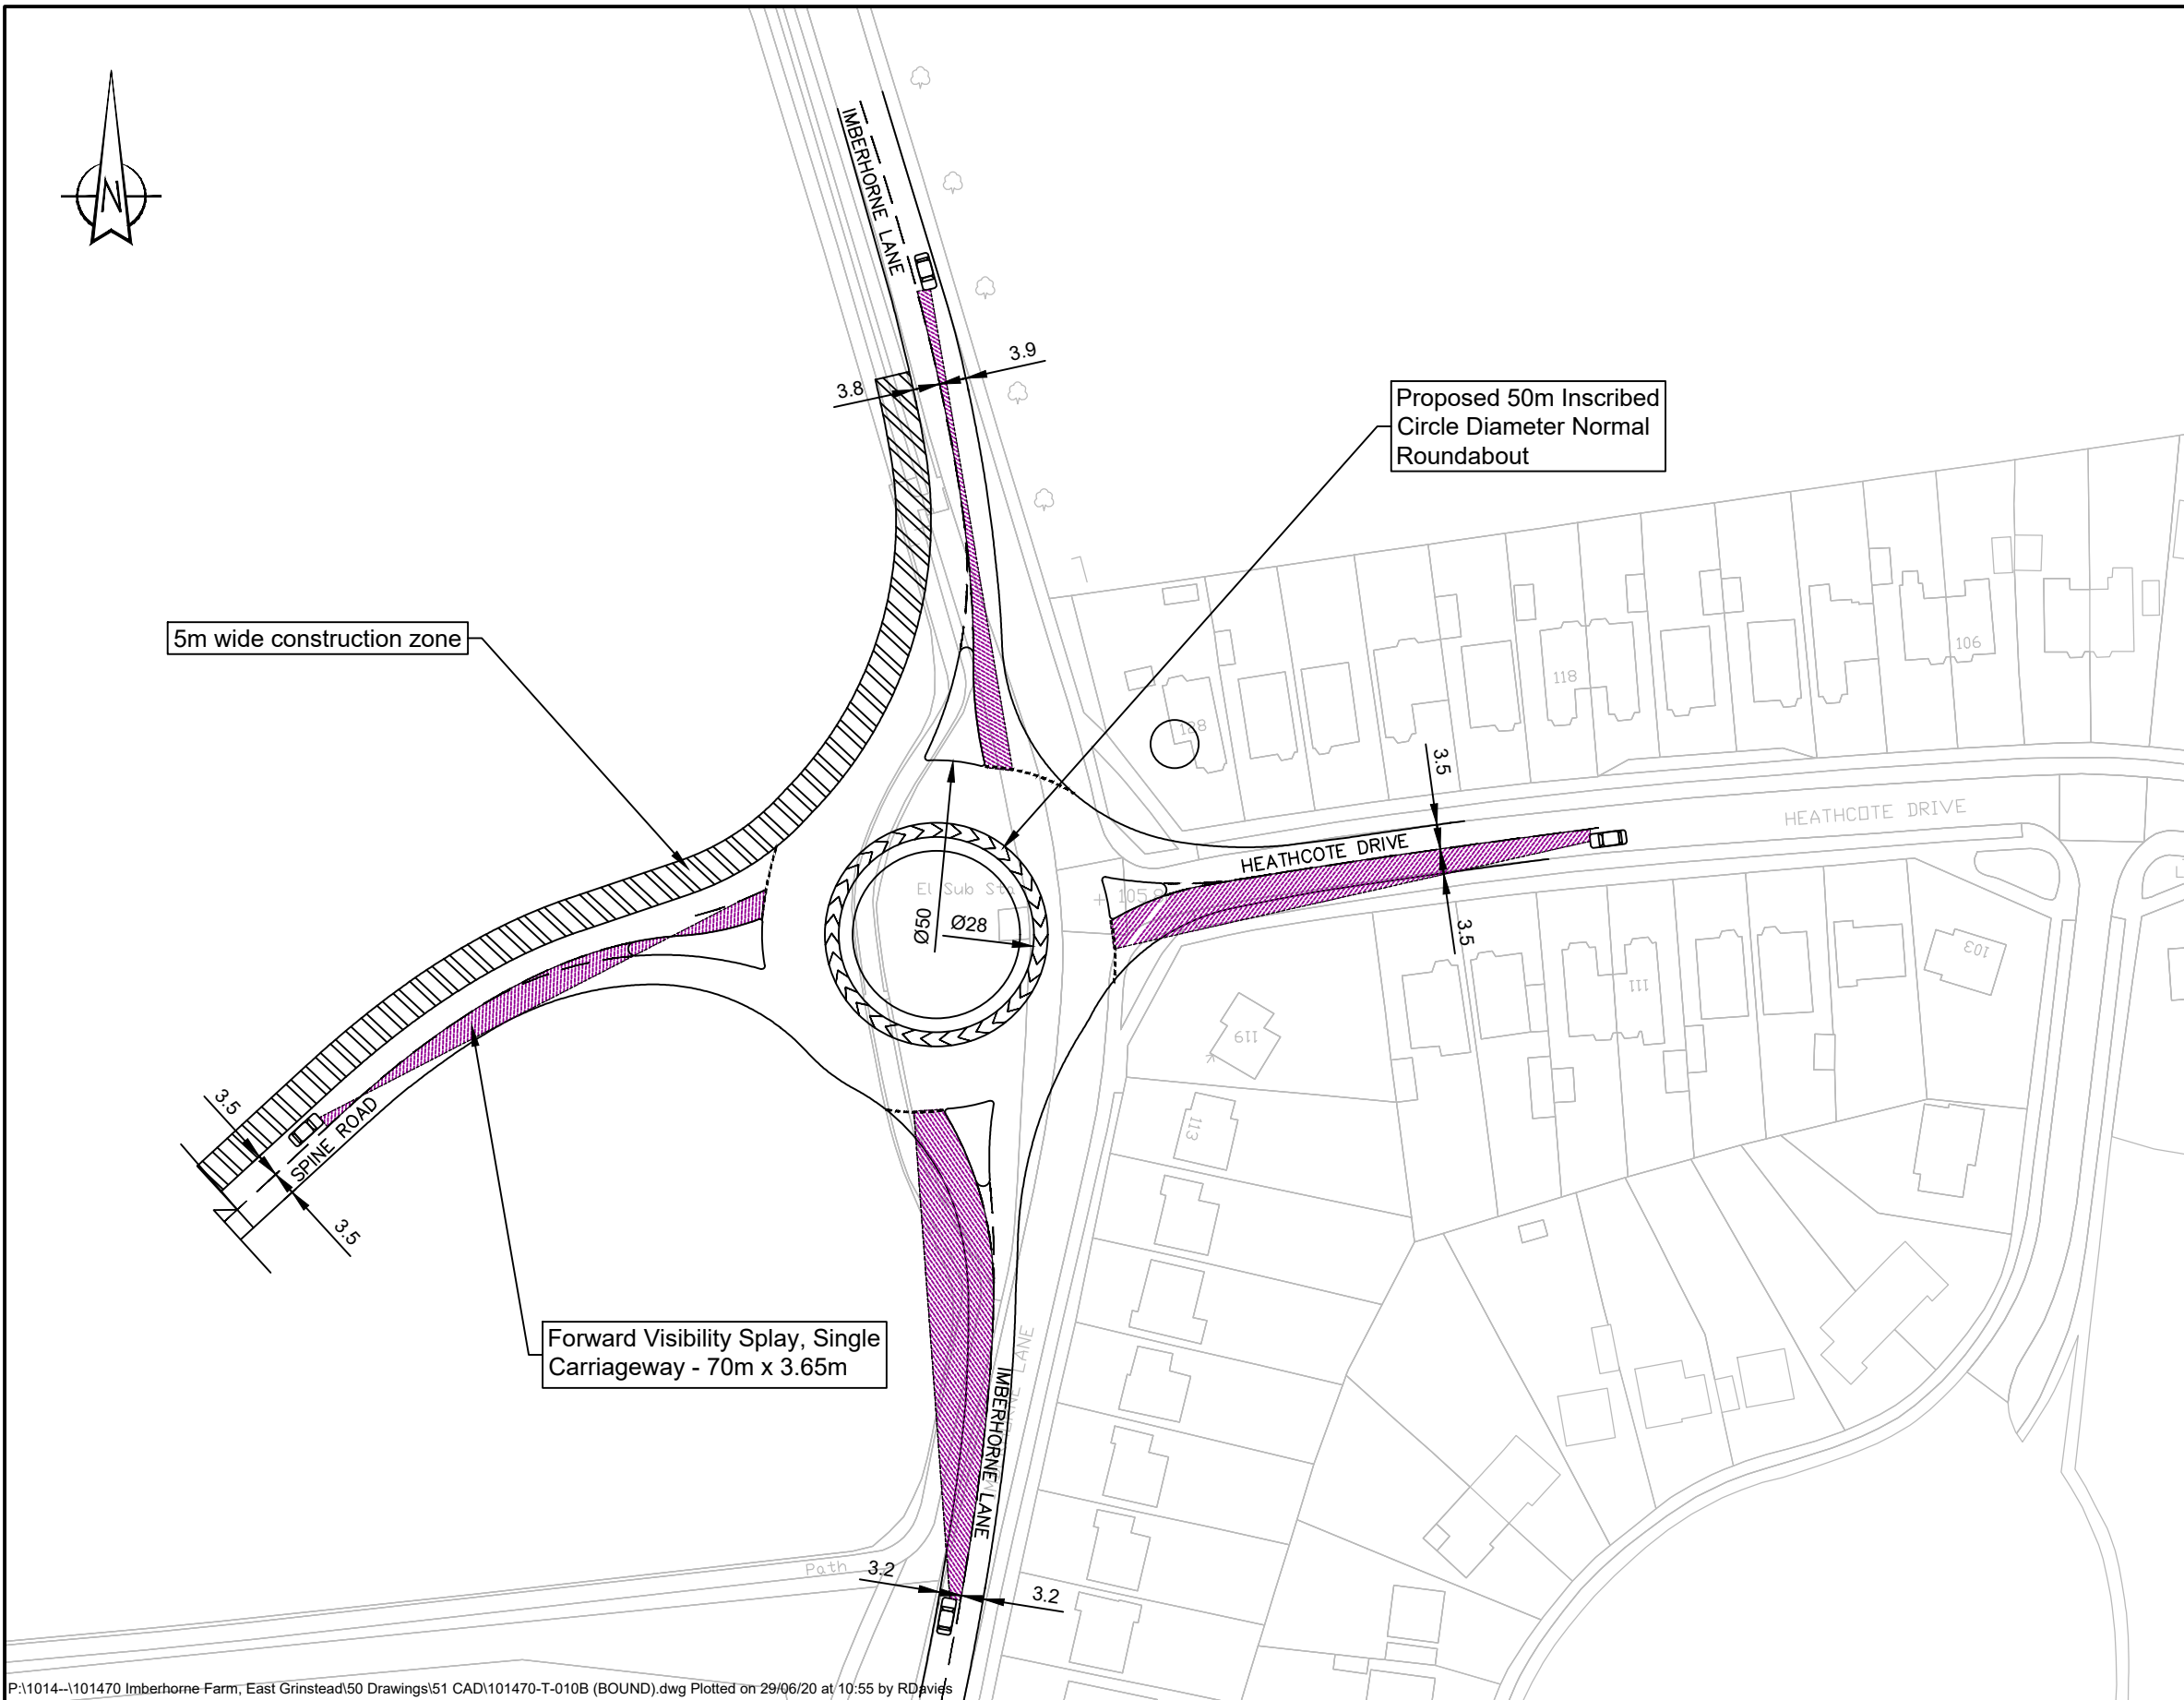 N
IMBERHORNE LANE
3.9
3.8
Proposed 50m Inscribed
Circle Diameter Normal
Roundabout
5m wide construction zone
106
118
128
3.5
HEATHCOTE DRIVE
HEATHCOTE DRIVE
El Sub Sta
105.9
Ø50
Ø28
3.5
103
111
119
113
3.5
SPINE ROAD
3.5
Forward Visibility Splay, Single
Carriageway - 70m x 3.65m
IMBERHORNE LANE
LANE
Path
3.2
3.2
P:\1014--\101470 Imberhorne Farm, East Grinstead\50 Drawings\51 CAD\101470-T-010B (BOUND).dwg Plotted on 29/06/20 at 10:55 by RDavies